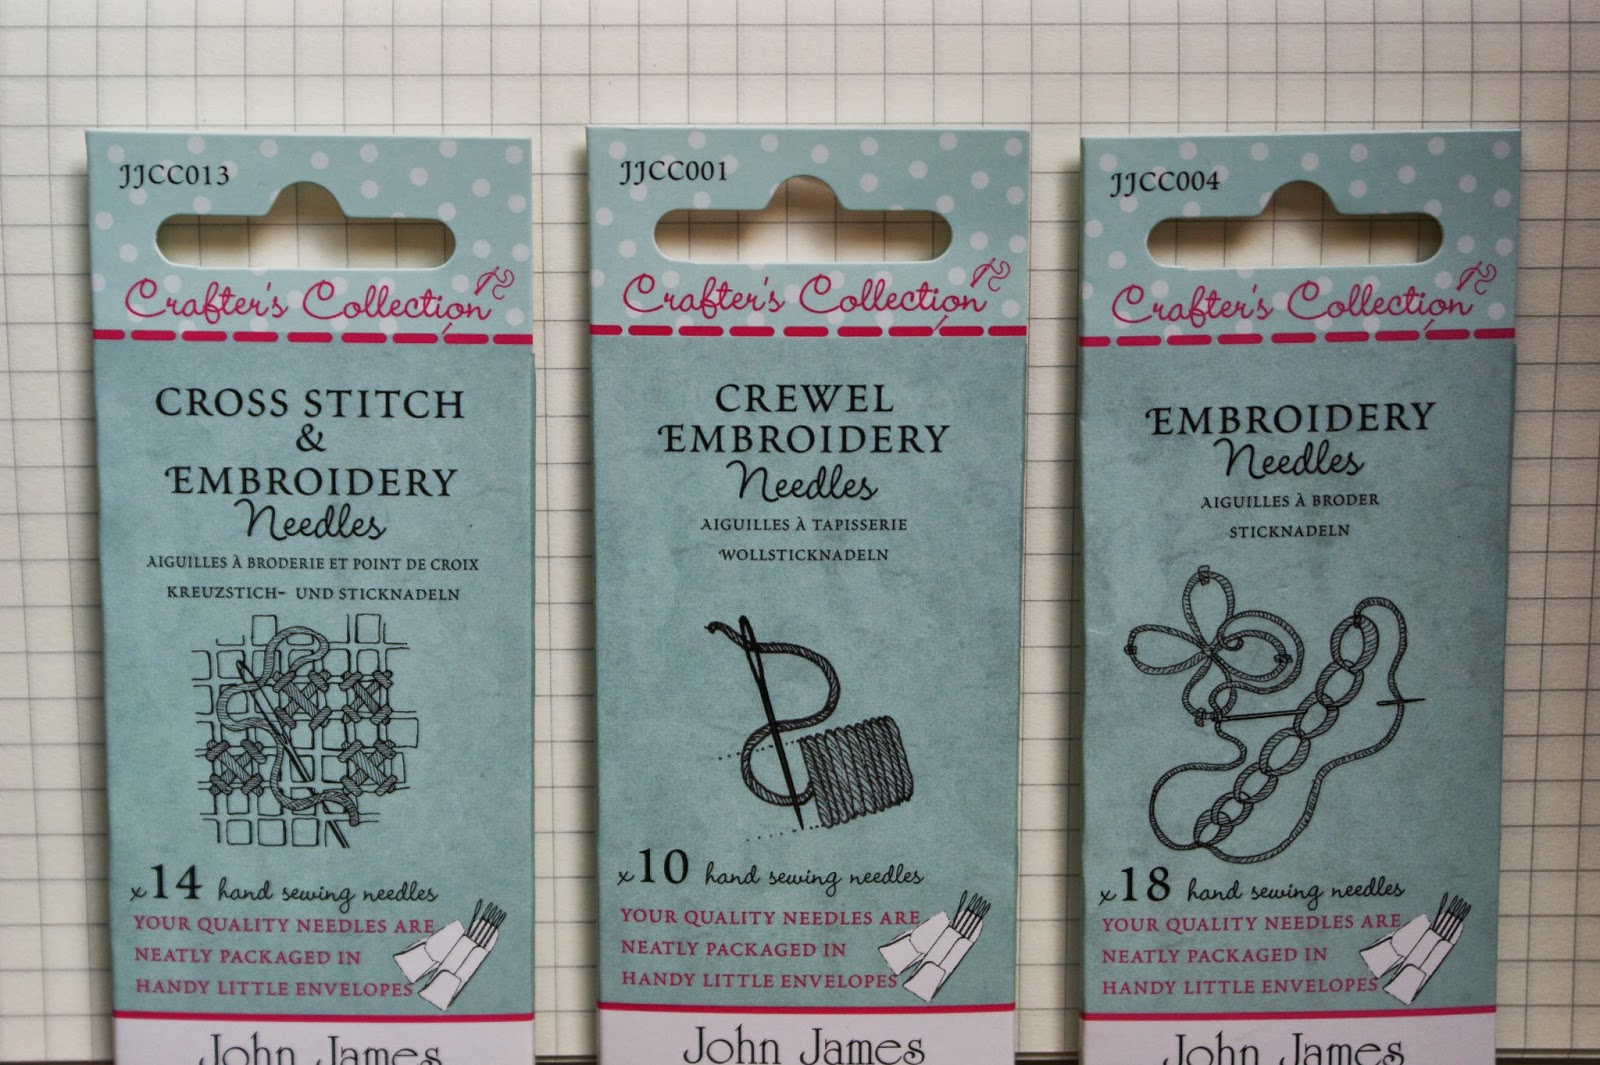 JJCC013
Crafter's Collection
CROSS STITCH
&
EMBROIDERY
Needles
AIGUILLES À BRODERIE ET POINT DE CROIX
KREUZSTICH- UND STICKNADELN
x14 hand sewing needles
YOUR QUALITY NEEDLES ARE
NEATLY PACKAGED IN
HANDY LITTLE ENVELOPES
John James
JJCC001
Crafter's Collection
CREWEL
EMBROIDERY
Needles
AIGUILLES À TAPISSERIE
WOLLSTICKNADELN
x10 hand sewing needles
YOUR QUALITY NEEDLES ARE
NEATLY PACKAGED IN
HANDY LITTLE ENVELOPES
John James
JJCC004
Crafter's Collection
EMBROIDERY
Needles
AIGUILLES À BRODER
STICKNADELN
x18 hand sewing needles
YOUR QUALITY NEEDLES ARE
NEATLY PACKAGED IN
HANDY LITTLE ENVELOPES
John James